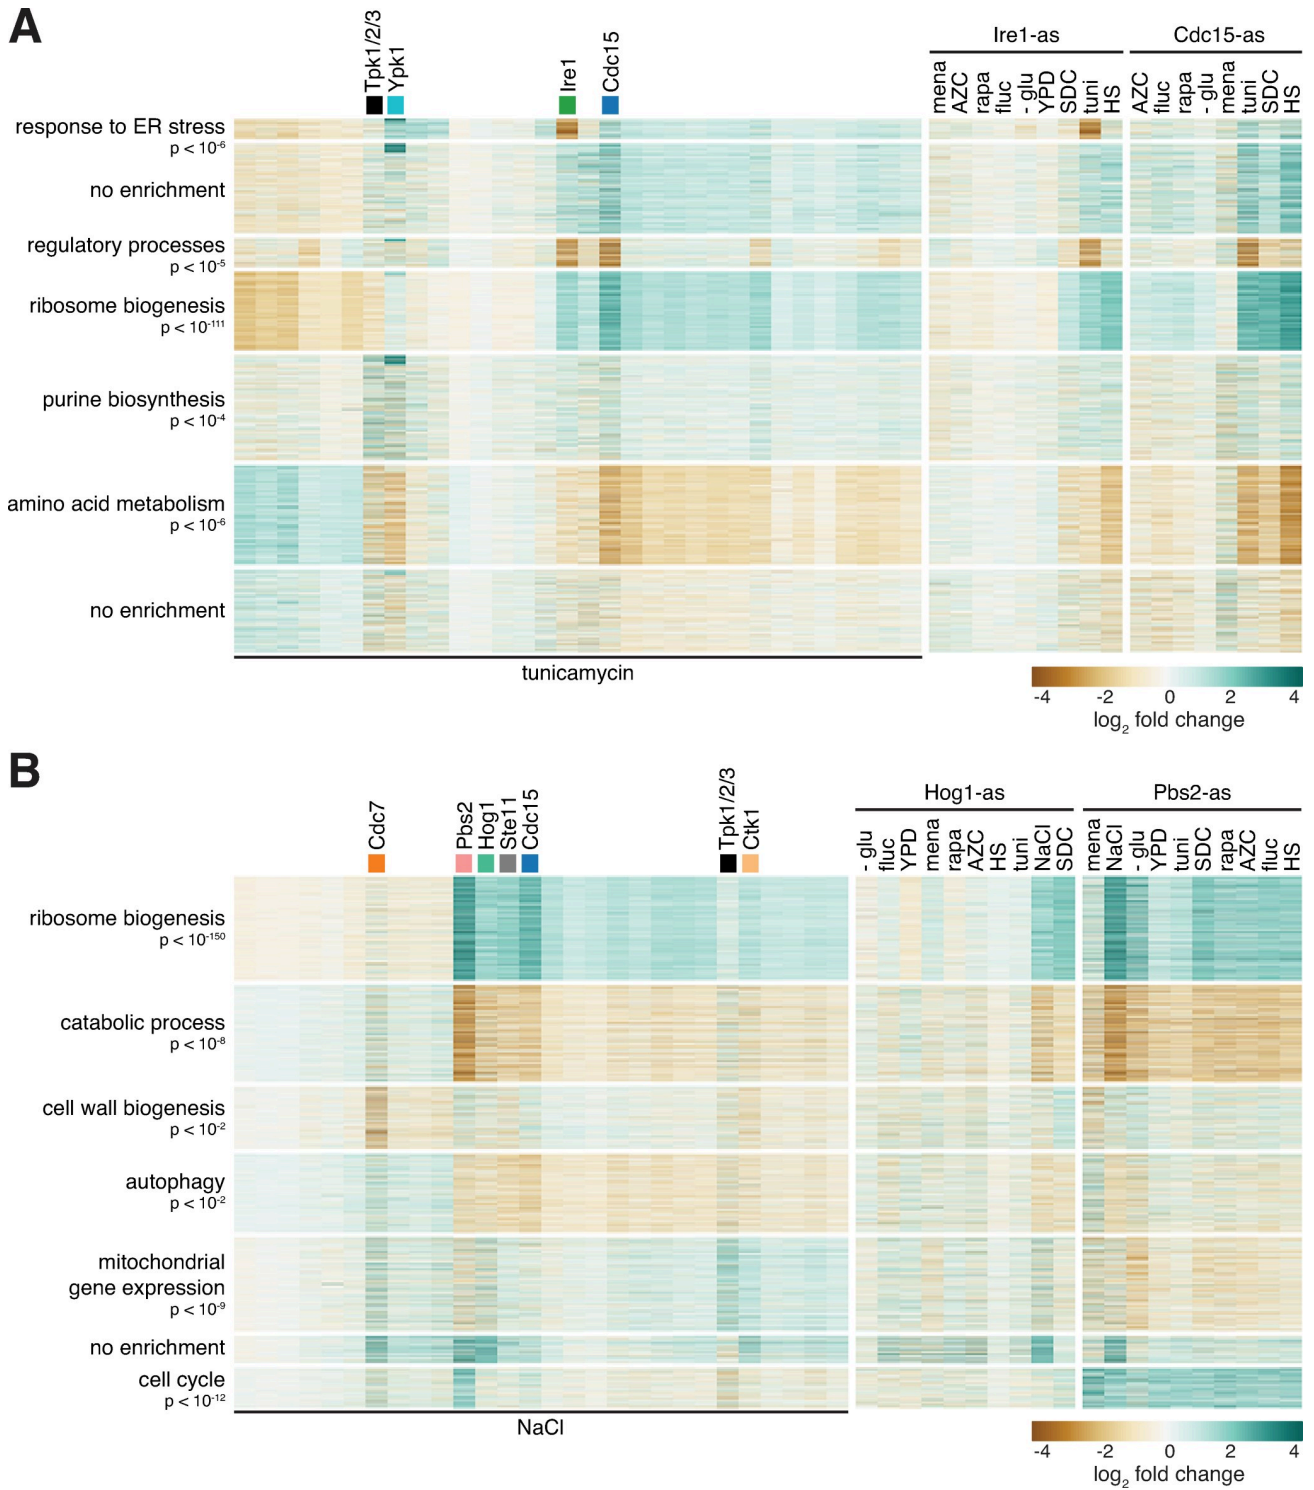 A
Tpk1/2/3
Ypk1
Ire1
Cdc15
Ire1-as
Cdc15-as
mena
AZC
rapa
fluc
- glu
YPD
SDC
tuni
HS
AZC
fluc
rapa
- glu
mena
tuni
SDC
HS
response to ER stress
p < 10-6
no enrichment
regulatory processes
p < 10-5
ribosome biogenesis
p < 10-111
purine biosynthesis
p < 10-4
amino acid metabolism
p < 10-6
no enrichment
tunicamycin
-4 -2 0 2 4
log2 fold change
B
Cdc7
Pbs2
Hog1
Ste11
Cdc15
Tpk1/2/3
Ctk1
Hog1-as
Pbs2-as
- glu
fluc
YPD
mena
rapa
AZC
HS
tuni
NaCl
SDC
mena
NaCl
- glu
YPD
tuni
SDC
rapa
AZC
fluc
HS
ribosome biogenesis
p < 10-150
catabolic process
p < 10-8
cell wall biogenesis
p < 10-2
autophagy
p < 10-2
mitochondrial
gene expression
p < 10-9
no enrichment
cell cycle
p < 10-12
NaCl
-4 -2 0 2 4
log2 fold change